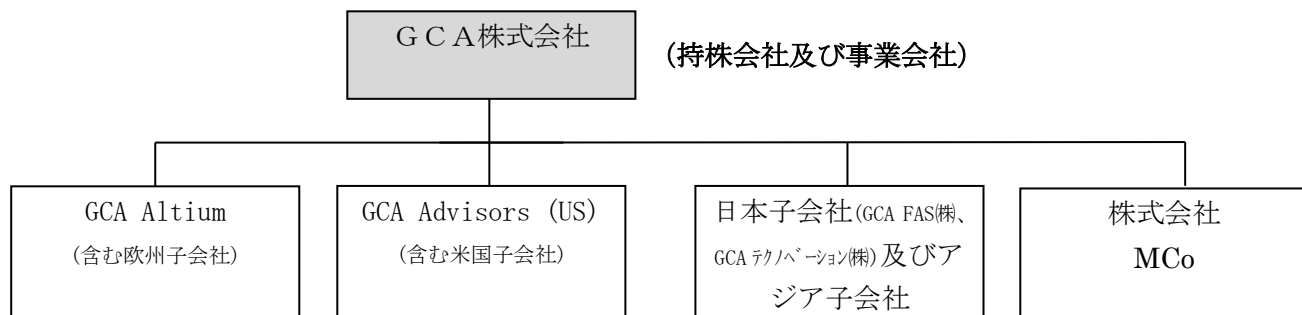 ＧＣＡ株式会社
(持株会社及び事業会社)
GCA Altium
(含む欧州子会社)
GCA Advisors (US)
(含む米国子会社)
日本子会社(GCA FAS㈱、
GCA ﾃｸﾉﾍﾞｰｼｮﾝ㈱)及びア
ジア子会社
株式会社
MCo